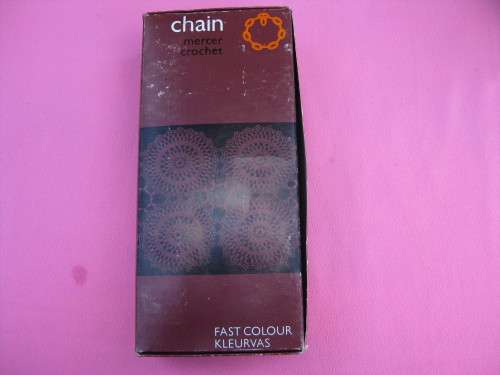 chain
mercer
crochet
FAST COLOUR
KLEURVAS